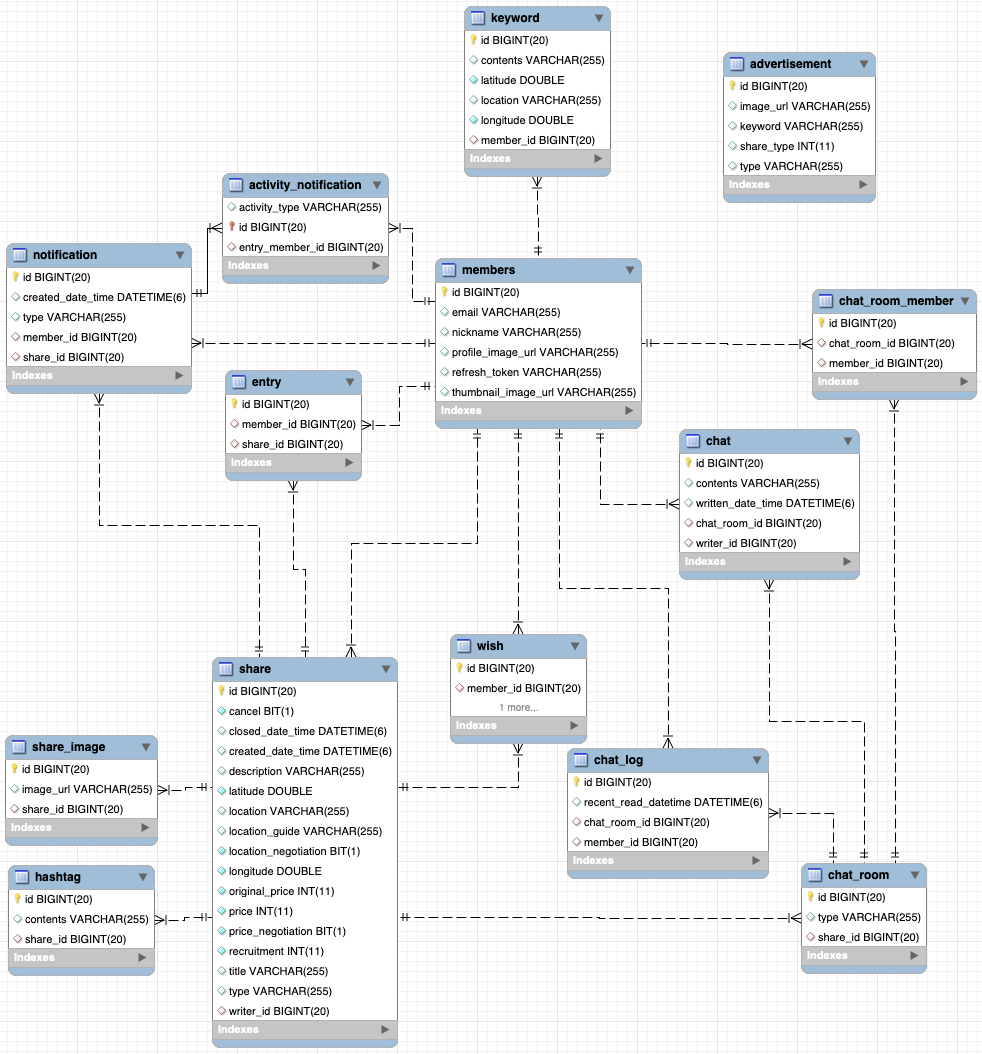 keyword
id BIGINT(20)
contents VARCHAR(255)
latitude DOUBLE
location VARCHAR(255)
longitude DOUBLE
member_id BIGINT(20)
Indexes
advertisement
id BIGINT(20)
image_url VARCHAR(255)
keyword VARCHAR(255)
share_type INT(11)
type VARCHAR(255)
Indexes
activity_notification
activity_type VARCHAR(255)
id BIGINT(20)
entry_member_id BIGINT(20)
Indexes
notification
id BIGINT(20)
created_date_time DATETIME(6)
type VARCHAR(255)
member_id BIGINT(20)
share_id BIGINT(20)
Indexes
members
id BIGINT(20)
email VARCHAR(255)
nickname VARCHAR(255)
profile_image_url VARCHAR(255)
refresh_token VARCHAR(255)
thumbnail_image_url VARCHAR(255)
Indexes
chat_room_member
id BIGINT(20)
chat_room_id BIGINT(20)
member_id BIGINT(20)
Indexes
entry
id BIGINT(20)
member_id BIGINT(20)
share_id BIGINT(20)
Indexes
chat
id BIGINT(20)
contents VARCHAR(255)
written_date_time DATETIME(6)
chat_room_id BIGINT(20)
writer_id BIGINT(20)
Indexes
wish
id BIGINT(20)
member_id BIGINT(20)
1 more...
Indexes
share
id BIGINT(20)
cancel BIT(1)
closed_date_time DATETIME(6)
created_date_time DATETIME(6)
description VARCHAR(255)
latitude DOUBLE
location VARCHAR(255)
location_guide VARCHAR(255)
location_negotiation BIT(1)
longitude DOUBLE
original_price INT(11)
price INT(11)
price_negotiation BIT(1)
recruitment INT(11)
title VARCHAR(255)
type VARCHAR(255)
writer_id BIGINT(20)
Indexes
share_image
id BIGINT(20)
image_url VARCHAR(255)
share_id BIGINT(20)
Indexes
chat_log
id BIGINT(20)
recent_read_datetime DATETIME(6)
chat_room_id BIGINT(20)
member_id BIGINT(20)
Indexes
hashtag
id BIGINT(20)
contents VARCHAR(255)
share_id BIGINT(20)
Indexes
chat_room
id BIGINT(20)
type VARCHAR(255)
share_id BIGINT(20)
Indexes